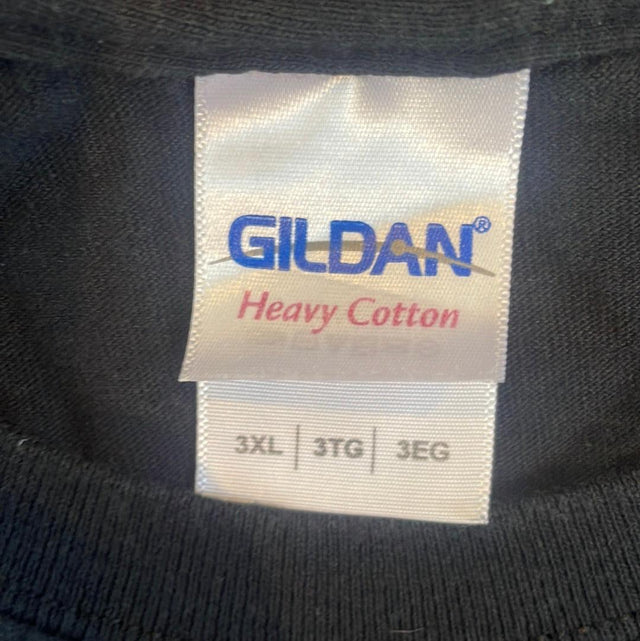 GILDAN®
Heavy Cotton
3XL | 3TG | 3EG